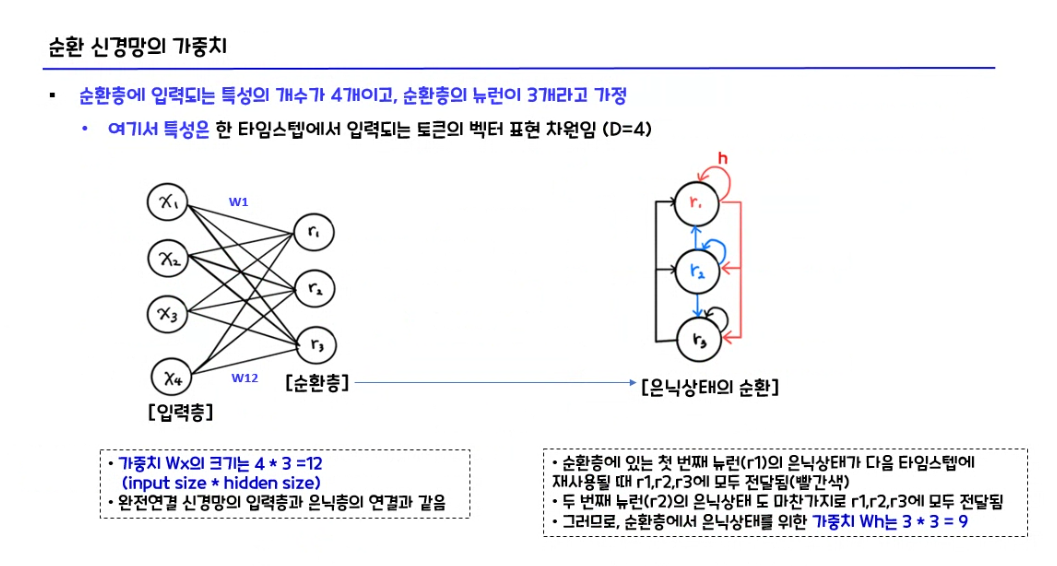 순환 신경망의 가중치
▪ 순환층에 입력되는 특성의 개수가 4개이고, 순환층의 뉴런이 3개라고 가정
• 여기서 특성은 한 타임스텝에서 입력되는 토큰의 벡터 표현 차원임 (D=4)
x₁
x₂
x₃
x₄
W1
W12
r₁
r₂
r₃
[입력층]
[순환층]
h
r₁
r₂
r₃
[은닉상태의 순환]
• 가중치 Wx의 크기는 4 * 3 =12
(input size * hidden size)
• 완전연결 신경망의 입력층과 은닉층의 연결과 같음
• 순환층에 있는 첫 번째 뉴런(r1)의 은닉상태가 다음 타임스텝에
재사용될 때 r1,r2,r3에 모두 전달됨(빨간색)
• 두 번째 뉴런(r2)의 은닉상태 도 마찬가지로 r1,r2,r3에 모두 전달됨
• 그러므로, 순환층에서 은닉상태를 위한 가중치 Wh는 3 * 3 = 9